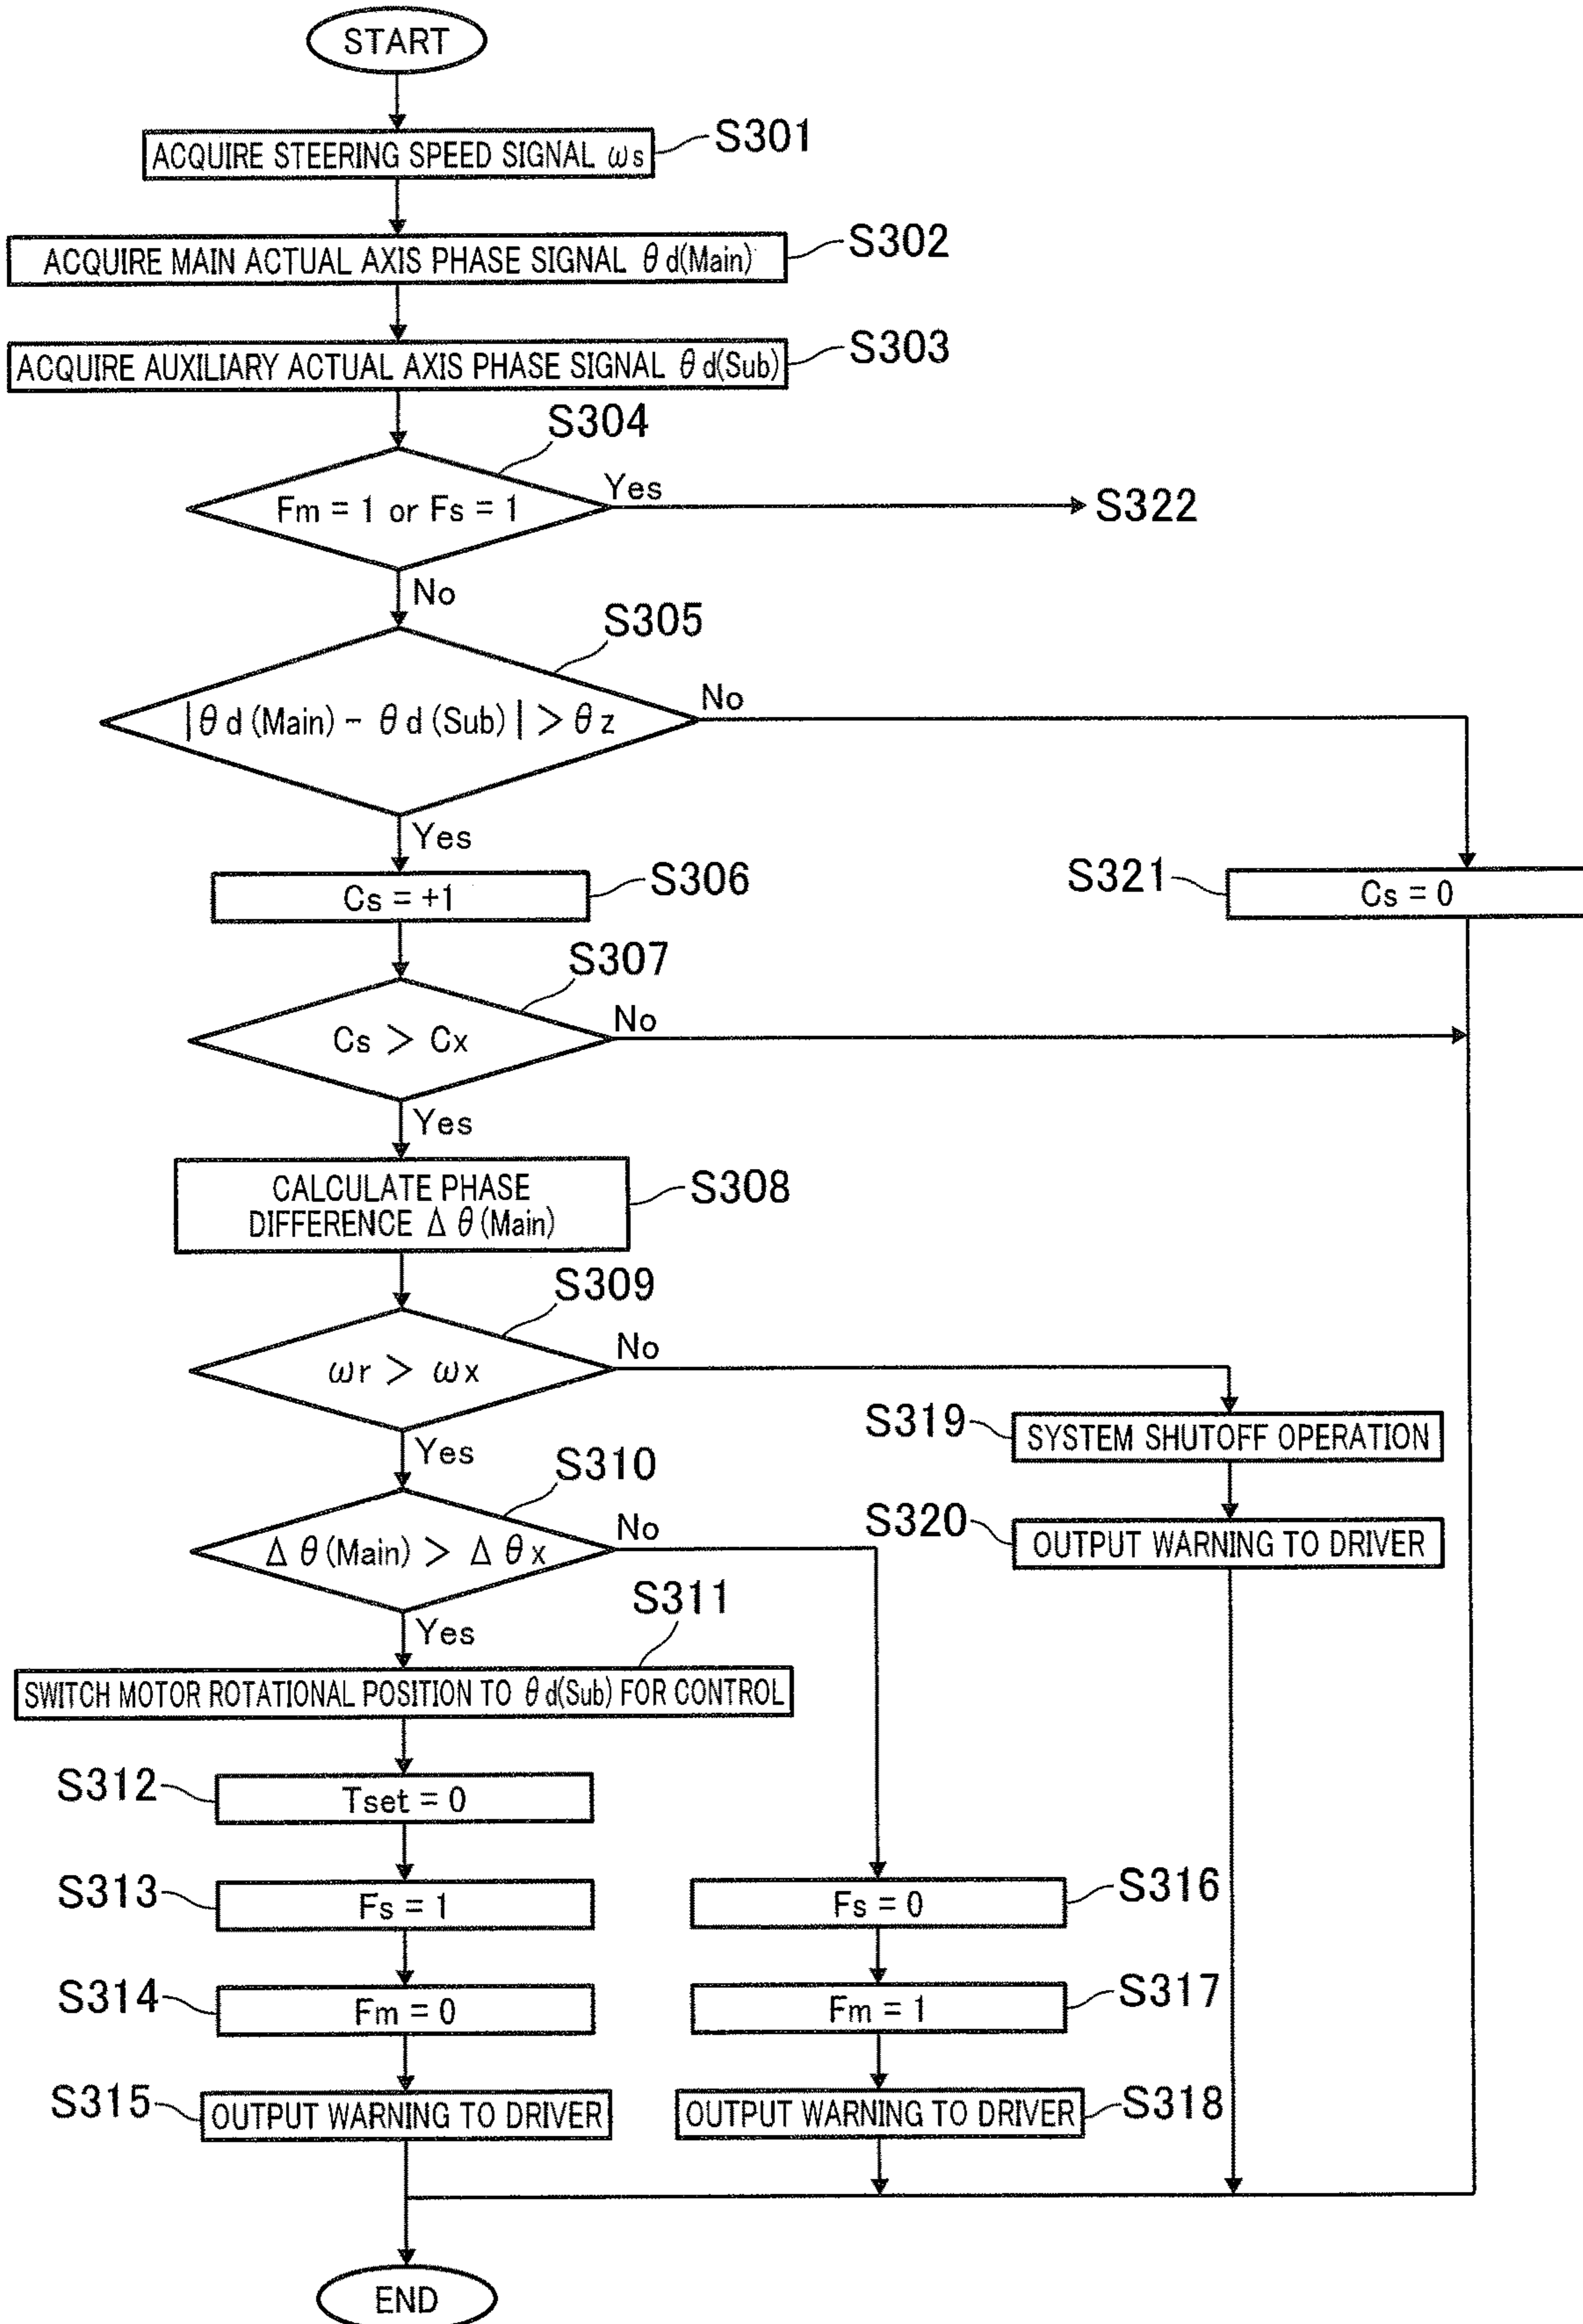 START
ACQUIRE STEERING SPEED SIGNAL ωs
S301
ACQUIRE MAIN ACTUAL AXIS PHASE SIGNAL θd(Main)
S302
ACQUIRE AUXILIARY ACTUAL AXIS PHASE SIGNAL θd(Sub)
S303
S304
Fm = 1 or Fs = 1
Yes
S322
No
S305
|θd(Main) - θd(Sub)| > θz
No
Yes
Cs = +1
S306
S321
Cs = 0
S307
Cs > Cx
No
Yes
CALCULATE PHASE
DIFFERENCE Δθ(Main)
S308
S309
ωr > ωx
No
Yes
S319
SYSTEM SHUTOFF OPERATION
S310
Δθ(Main) > Δθx
No
S320
OUTPUT WARNING TO DRIVER
Yes
S311
SWITCH MOTOR ROTATIONAL POSITION TO θd(Sub) FOR CONTROL
S312
Tset = 0
S313
Fs = 1
Fs = 0
S316
S314
Fm = 0
Fm = 1
S317
S315
OUTPUT WARNING TO DRIVER
OUTPUT WARNING TO DRIVER
S318
END